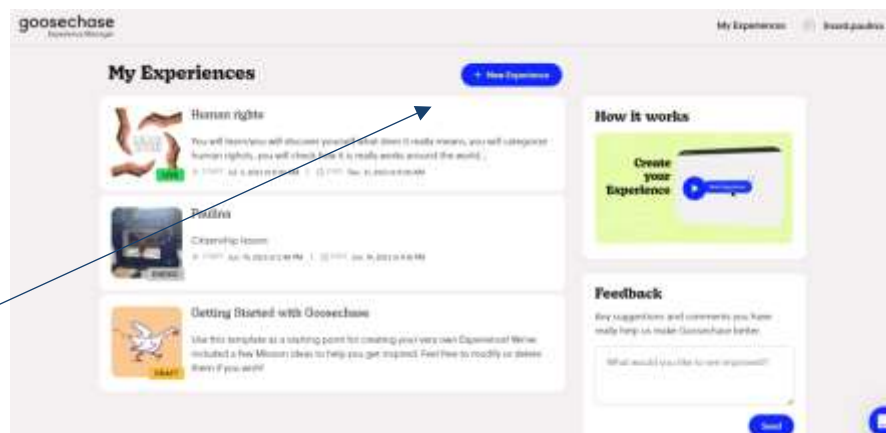 goosechase
Experience Manager
My Experiences
My Experiences
+ New Experience
Human rights
You will learn/you will discover yourself what does it really means, you will categorize
human rights, you will check how it is really works around the world...
LIVE
Paulina
Citizenship lesson
ENDED
Getting Started with Goosechase
Use this template as a starting point for creating your very own Experience! We've
included a few Mission ideas to help you get inspired. Feel free to modify or delete
them if you wish!
DRAFT
How it works
Create
your
Experience
Feedback
Any suggestions and comments you have
really help us make Goosechase better.
What would you like to see improved?
Send